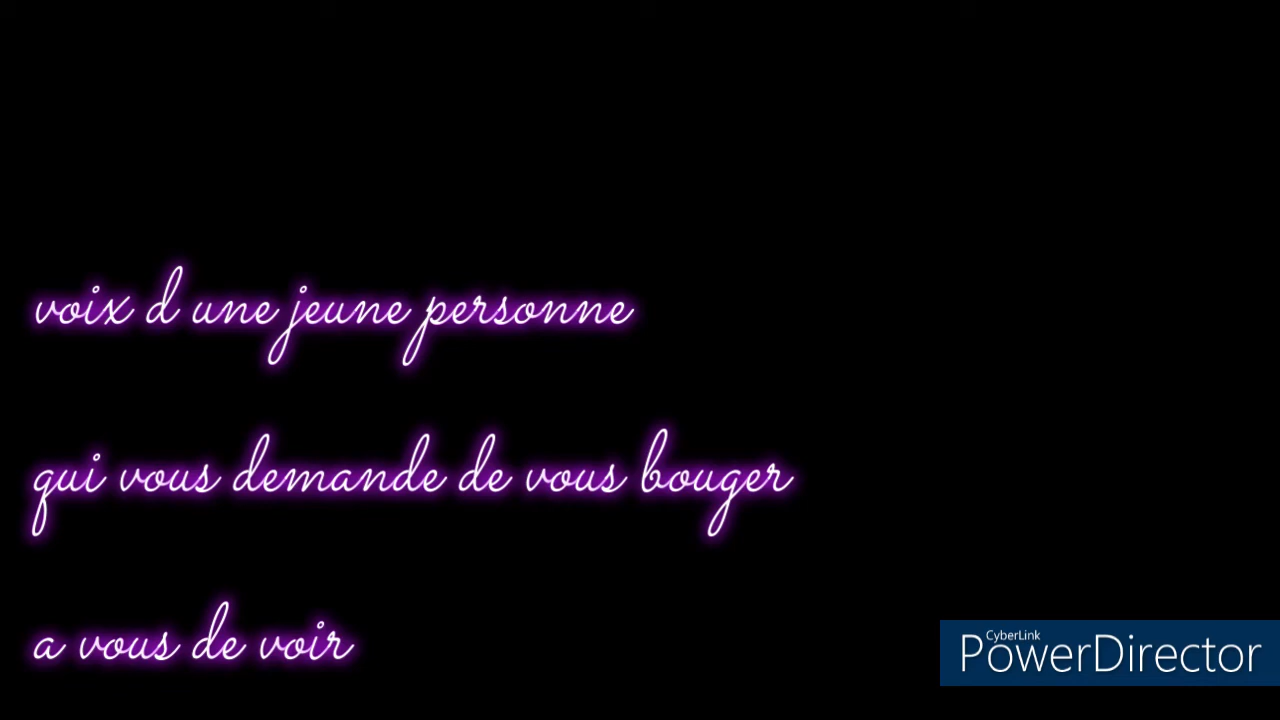 voix d une jeune personne
qui vous demande de vous bouger
a vous de voir
CyberLink
PowerDirector